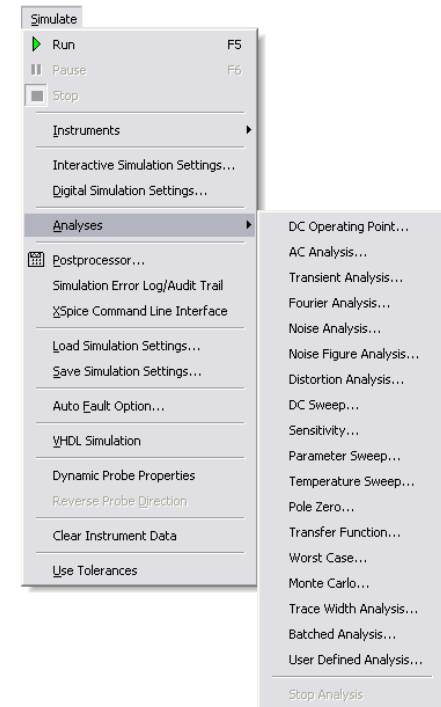 Simulate
Run F5
Pause F6
Stop
Instruments
Interactive Simulation Settings...
Digital Simulation Settings...
Analyses
Postprocessor...
Simulation Error Log/Audit Trail
XSpice Command Line Interface
Load Simulation Settings...
Save Simulation Settings...
Auto Fault Option...
VHDL Simulation
Dynamic Probe Properties
Reverse Probe Direction
Clear Instrument Data
Use Tolerances
DC Operating Point...
AC Analysis...
Transient Analysis...
Fourier Analysis...
Noise Analysis...
Noise Figure Analysis...
Distortion Analysis...
DC Sweep...
Sensitivity...
Parameter Sweep...
Temperature Sweep...
Pole Zero...
Transfer Function...
Worst Case...
Monte Carlo...
Trace Width Analysis...
Batched Analysis...
User Defined Analysis...
Stop Analysis